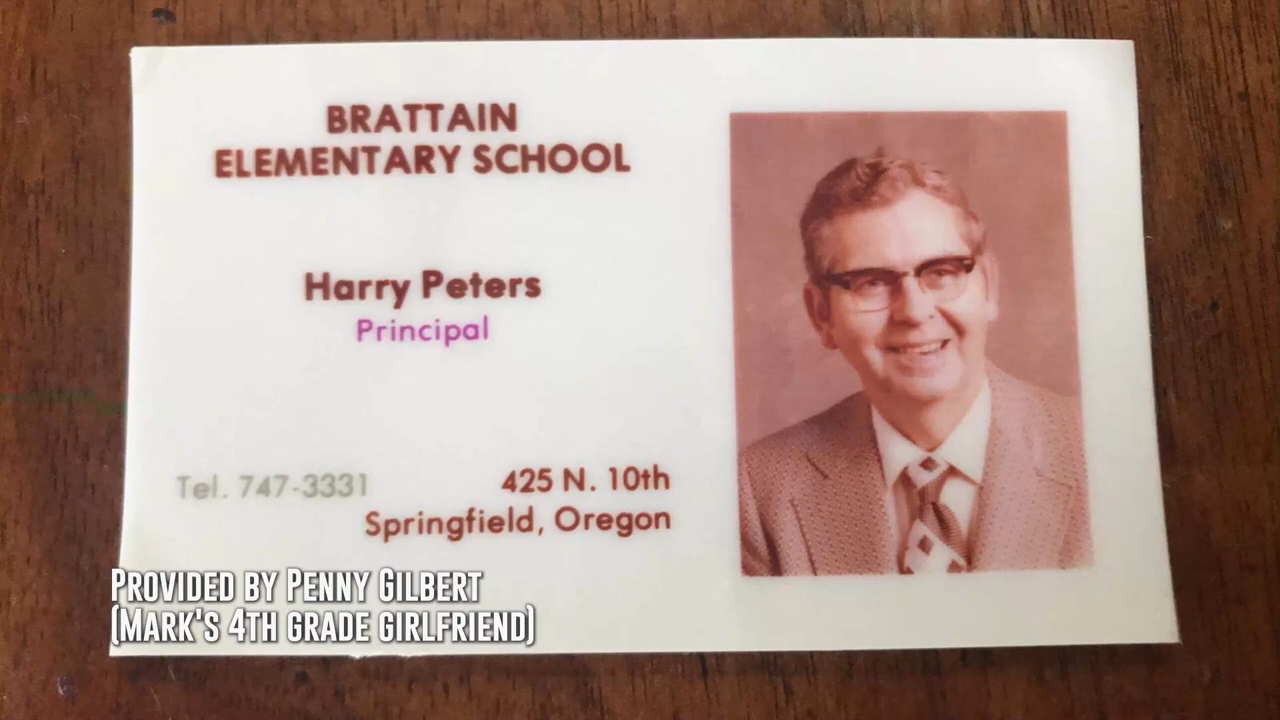 BRATTAIN
ELEMENTARY SCHOOL
Harry Peters
Principal
Tel. 747-3331
425 N. 10th
Springfield, Oregon
PROVIDED BY PENNY GILBERT
(MARK'S 4TH GRADE GIRLFRIEND)